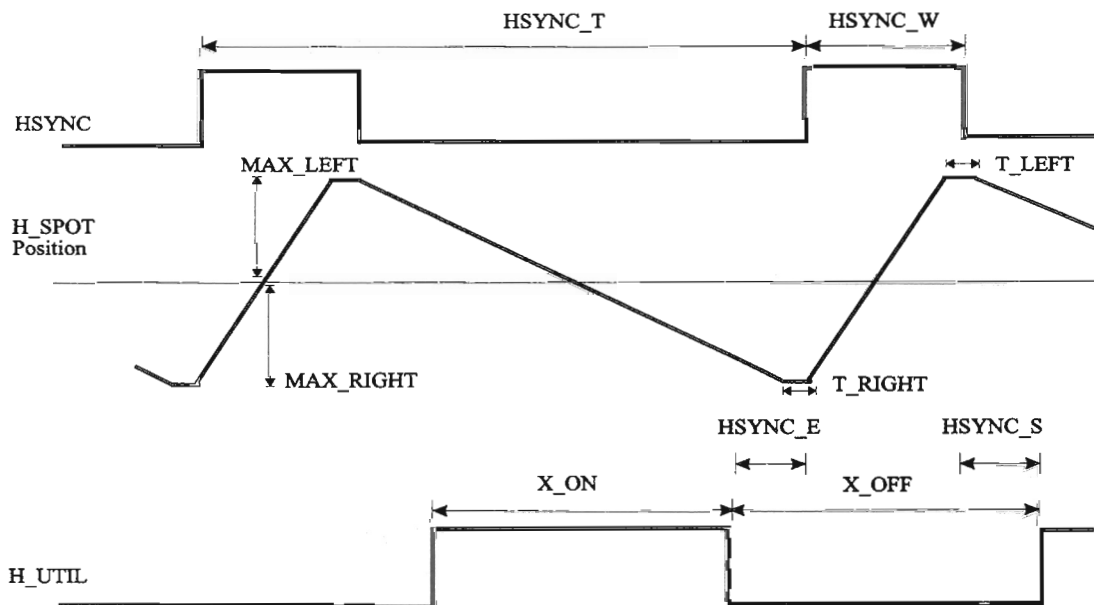 HSYNC_T
HSYNC_W
HSYNC
MAX_LEFT
T_LEFT
H_SPOT
Position
MAX_RIGHT
T_RIGHT
HSYNC_E
HSYNC_S
X_ON
X_OFF
H_UTIL